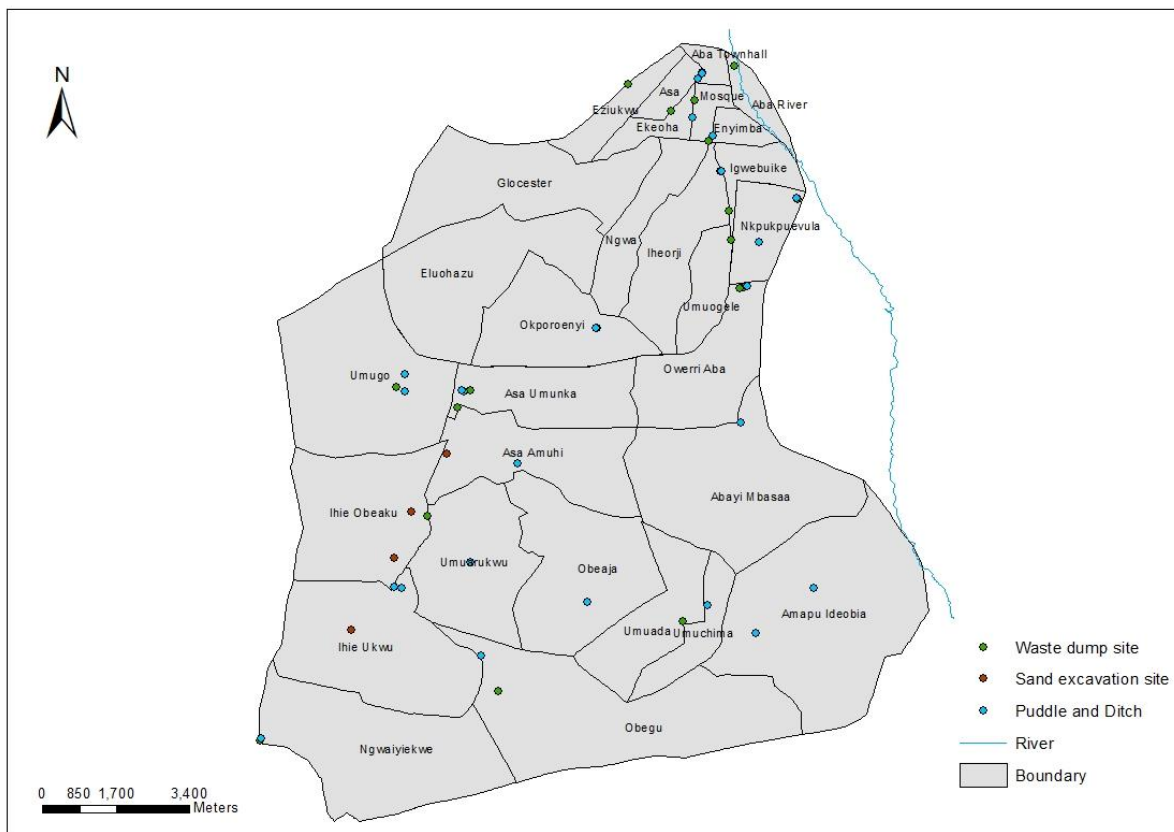 N
Aba Townhall
Asa
Mosque
Eziukwu
Aba River
Ekeoha
Enyimba
Igwebuike
Glocester
Nkpukpuevula
Ngwa
Iheorji
Eluohazu
Umuogele
Okporoenyi
Owerri Aba
Umugo
Asa Umunka
Asa Amuhi
Abayi Mbasaa
Ihie Obeaku
Umuarukwu
Obeaja
Amapu Ideobia
Umuada
Umuchima
Ihie Ukwu
Obegu
Ngwaiyiekwe
Waste dump site
Sand excavation site
Puddle and Ditch
River
Boundary
0 850 1,700 3,400
Meters